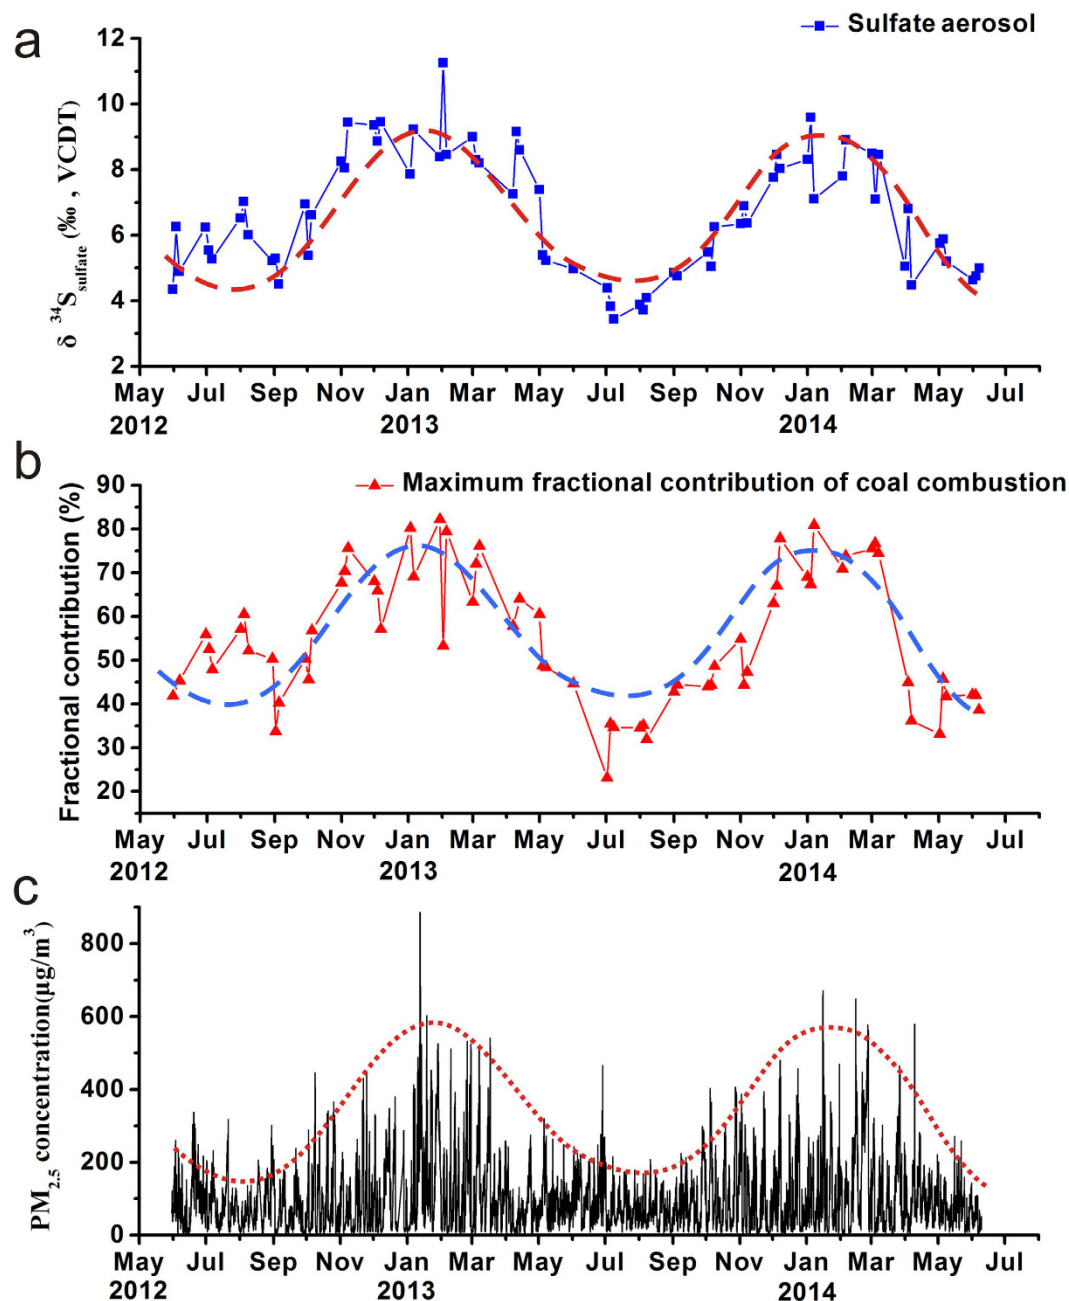 a
Sulfate aerosol
δ ³⁴S sulfate (‰ , VCDT)
12
10
8
6
4
2
May Jul Sep Nov Jan Mar May Jul Sep Nov Jan Mar May Jul
2012 2013 2014
b
Maximum fractional contribution of coal combustion
Fractional contribution (%)
90
80
70
60
50
40
30
20
May Jul Sep Nov Jan Mar May Jul Sep Nov Jan Mar May Jul
2012 2013 2014
c
PM2.5 concentration(μg/m³)
800
600
400
200
0
May Jul Sep Nov Jan Mar May Jul Sep Nov Jan Mar May Jul
2012 2013 2014